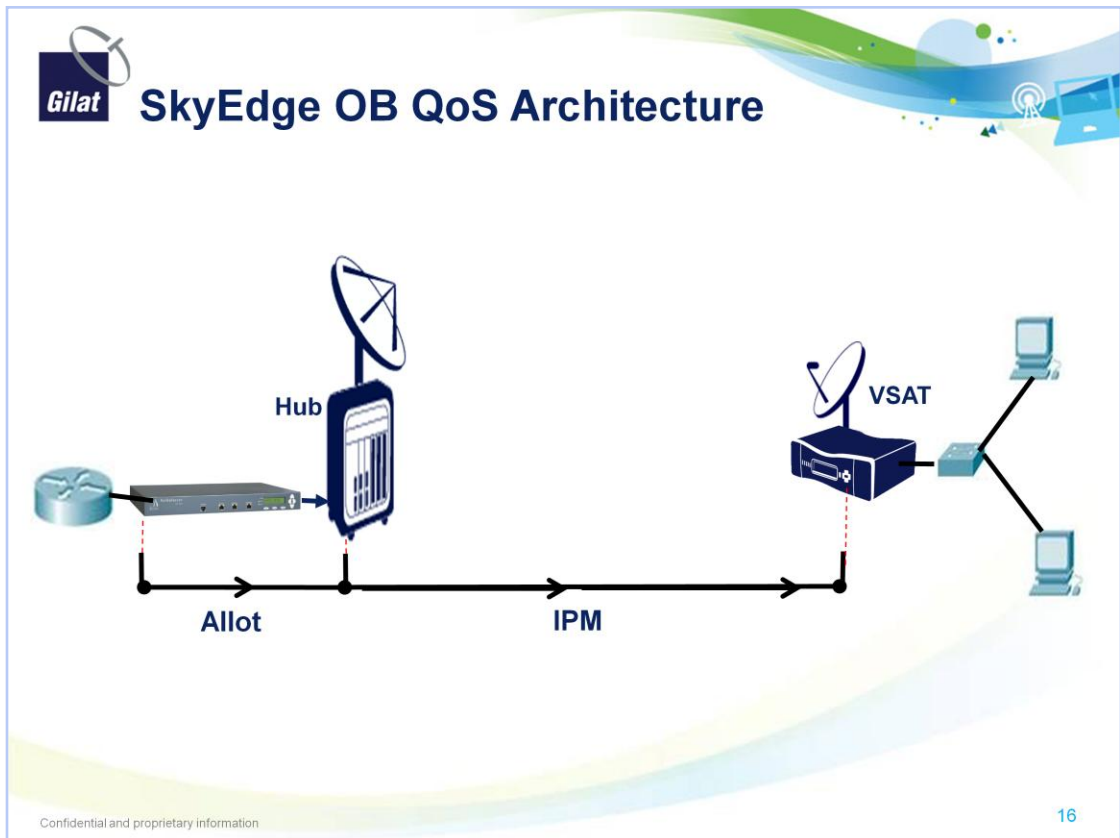 Gilat
SkyEdge OB QoS Architecture
Hub
VSAT
Allot
IPM
Confidential and proprietary information
16